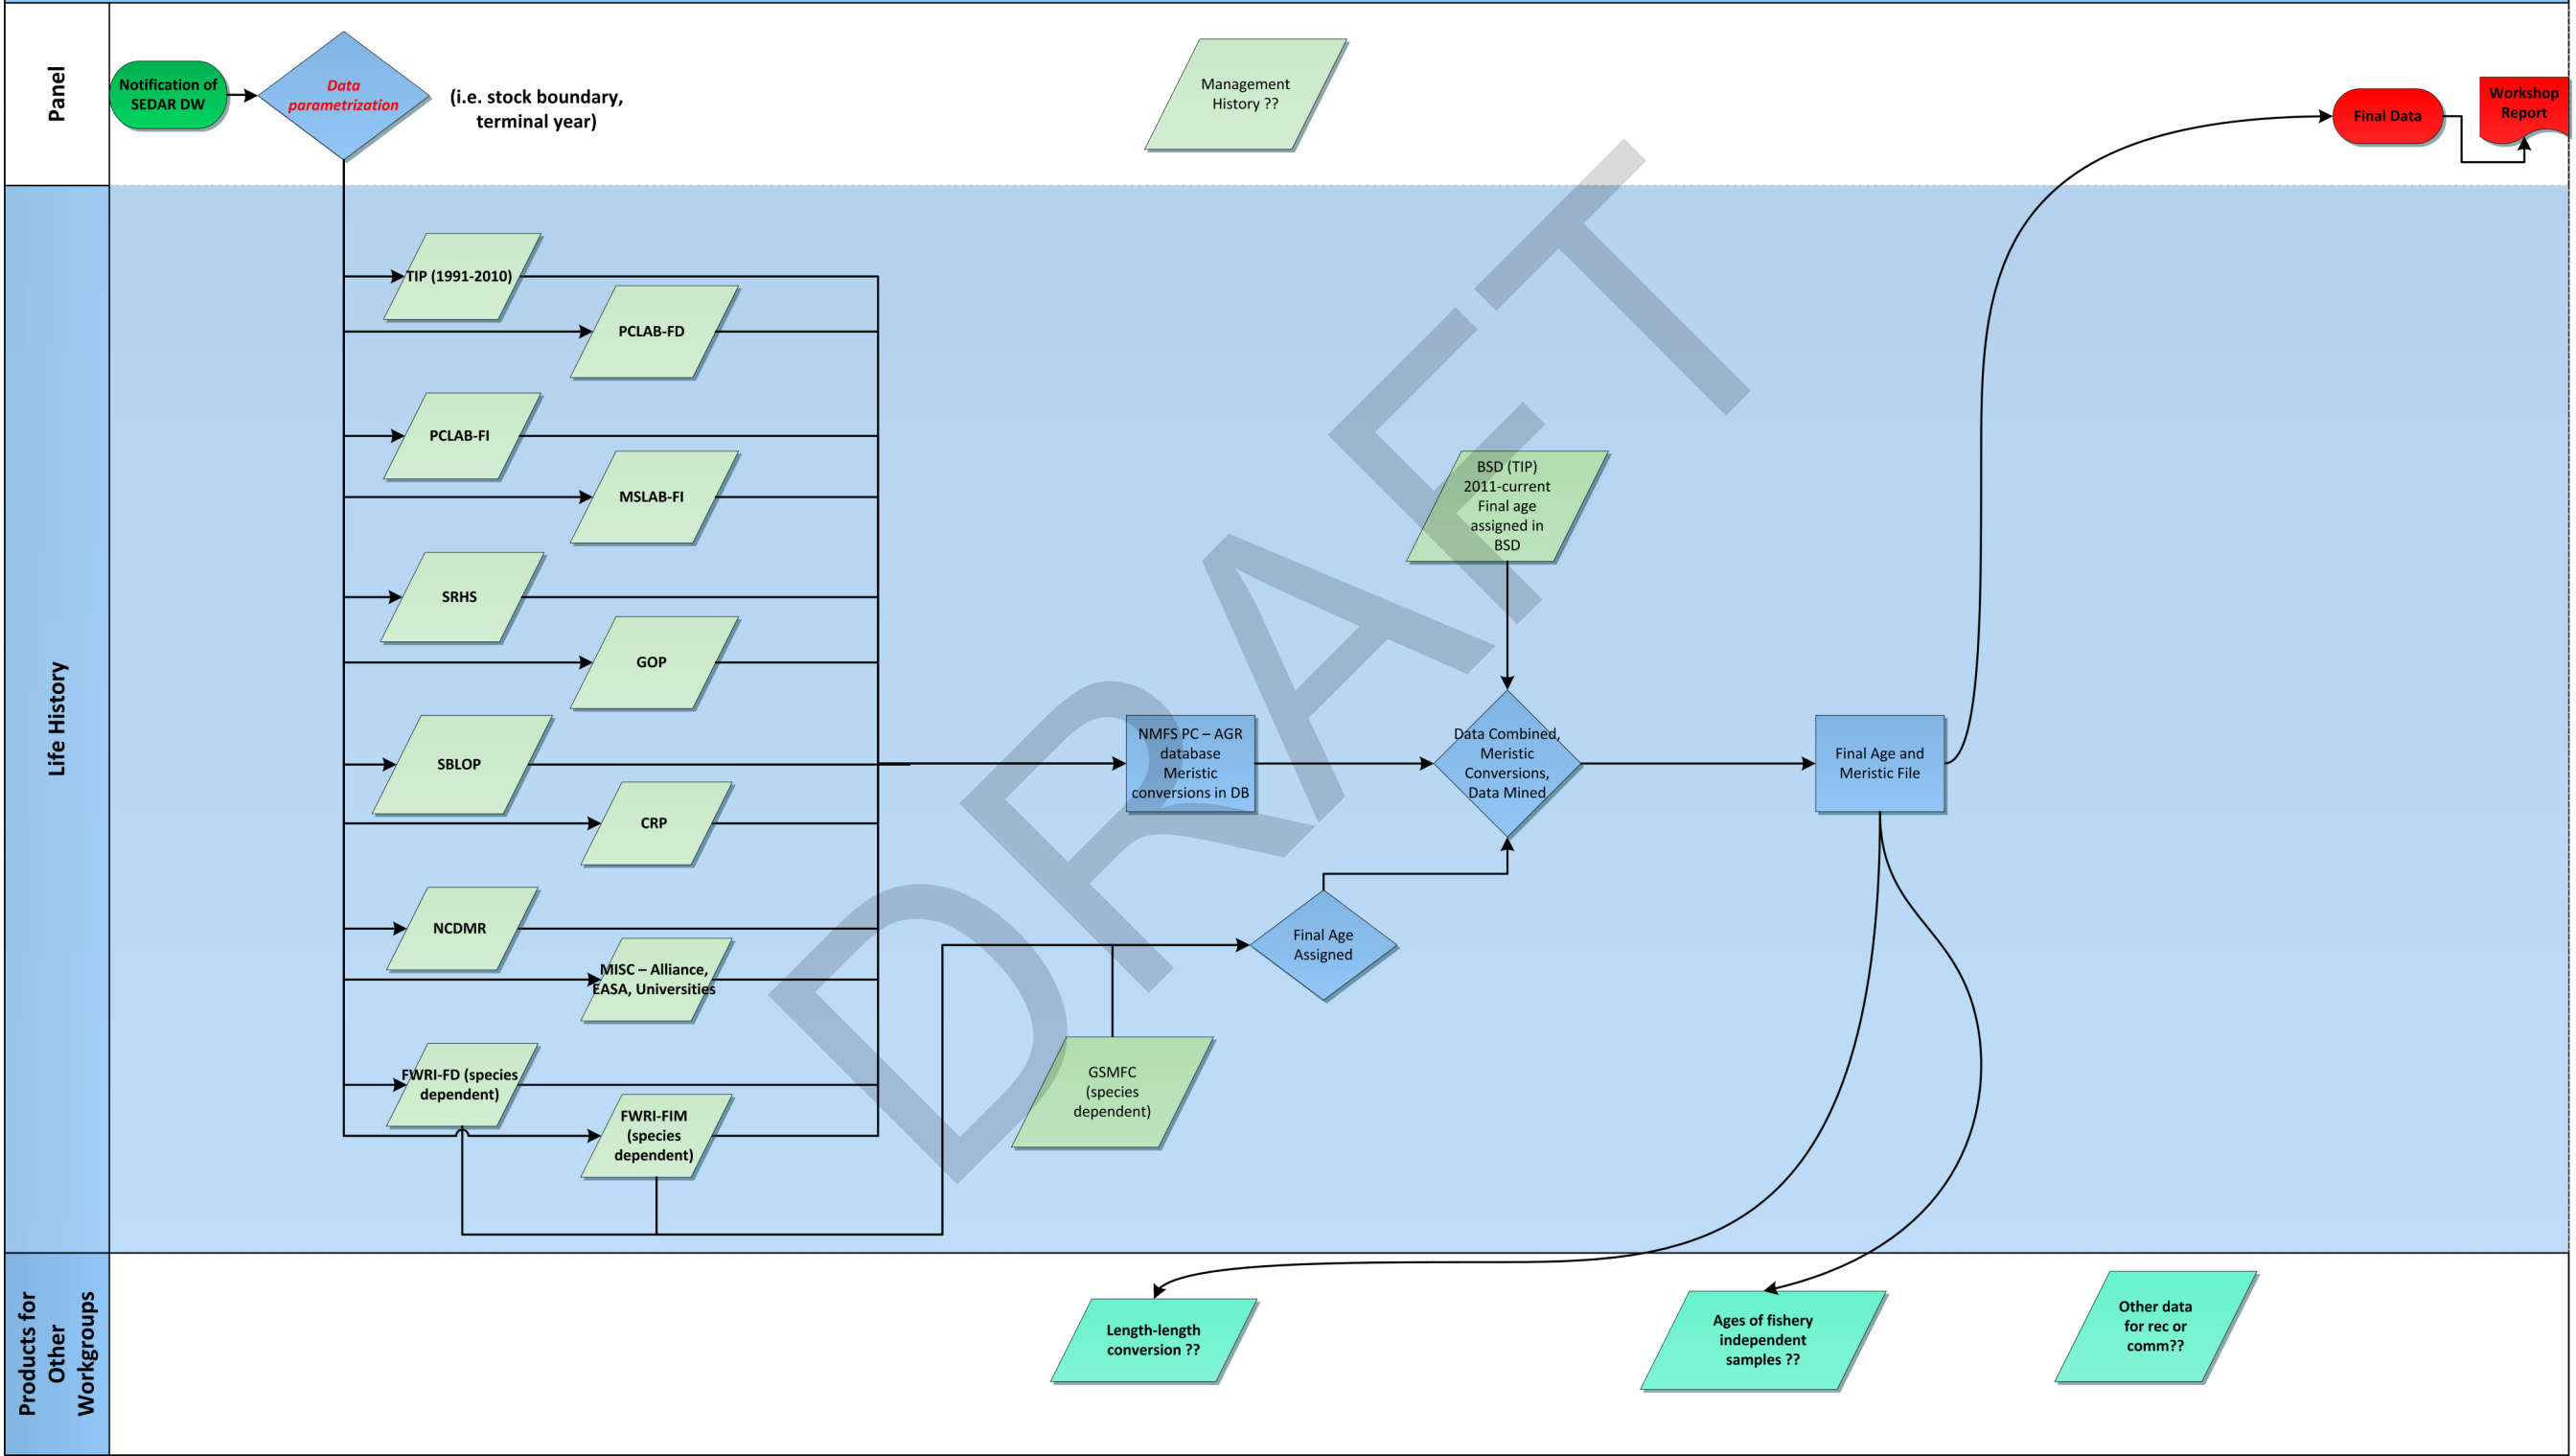 Panel
Notification of
SEDAR DW
Data
parametrization
(i.e. stock boundary,
terminal year)
Management
History ??
Final Data
Workshop
Report
Life History
TIP (1991-2010)
PCLAB-FD
PCLAB-FI
MSLAB-FI
SRHS
GOP
SBLOP
CRP
NCDMR
MISC – Alliance,
EASA, Universities
FWRI-FD (species
dependent)
FWRI-FIM
(species
dependent)
NMFS PC – AGR
database
Meristic
conversions in DB
BSD (TIP)
2011-current
Final age
assigned in
BSD
Data Combined,
Meristic
Conversions,
Data Mined
Final Age
Assigned
GSMFC
(species
dependent)
Final Age and
Meristic File
DRAFT
Products for
Other
Workgroups
Length-length
conversion ??
Ages of fishery
independent
samples ??
Other data
for rec or
comm??